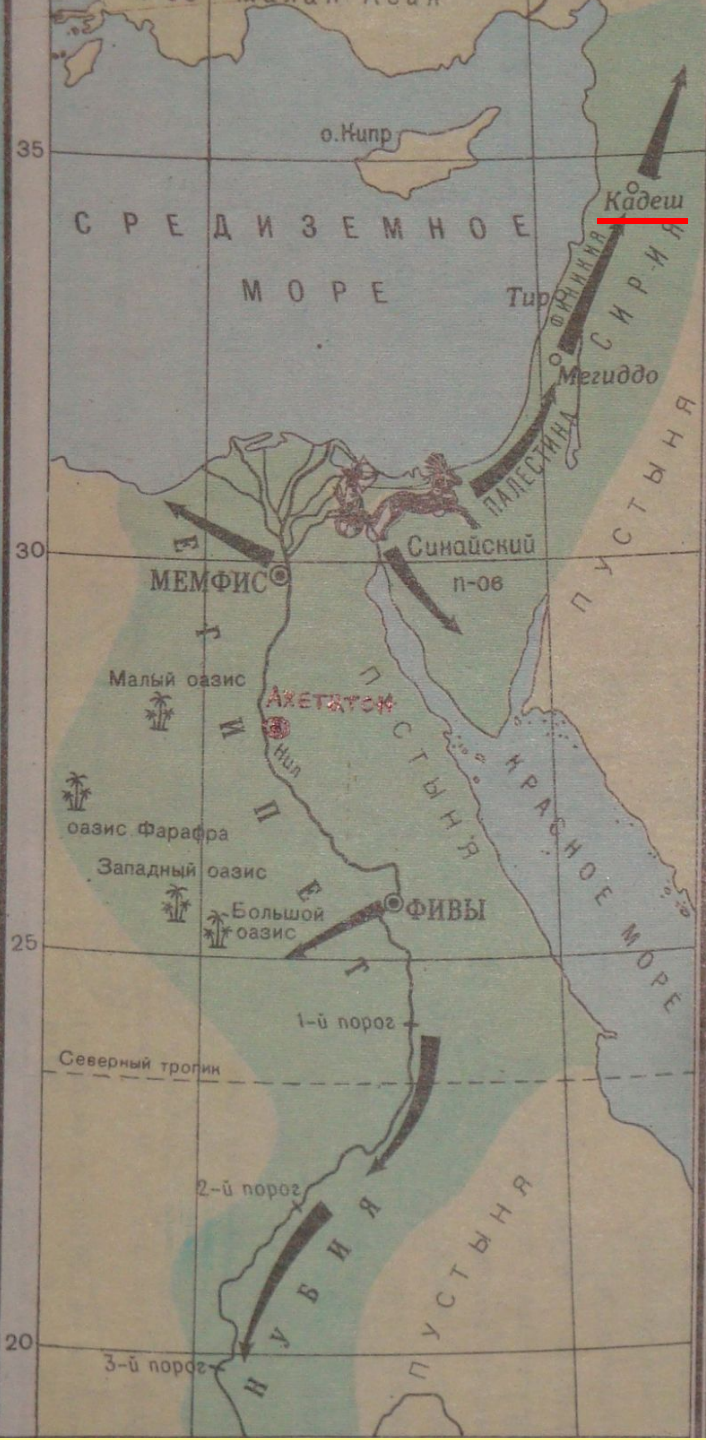 о.Кипр
35
Кадеш
СРЕДИЗЕМНОЕ
МОРЕ
ФИНИКИЯ
СИРИЯ
Тир
Мегиддо
ПАЛЕСТИНА
ПУСТЫНЯ
30
Синайский
п-ов
МЕМФИС
ЕГИПЕТ
Малый оазис
АХЕТАТОН
Нил
ПУСТЫНЯ
КРАСНОЕ МОРЕ
оазис Фарафра
Западный оазис
Большой
оазис
ФИВЫ
25
1-й порог
Северный тропик
2-й порог
НУБИЯ
ПУСТЫНЯ
20
3-й порог